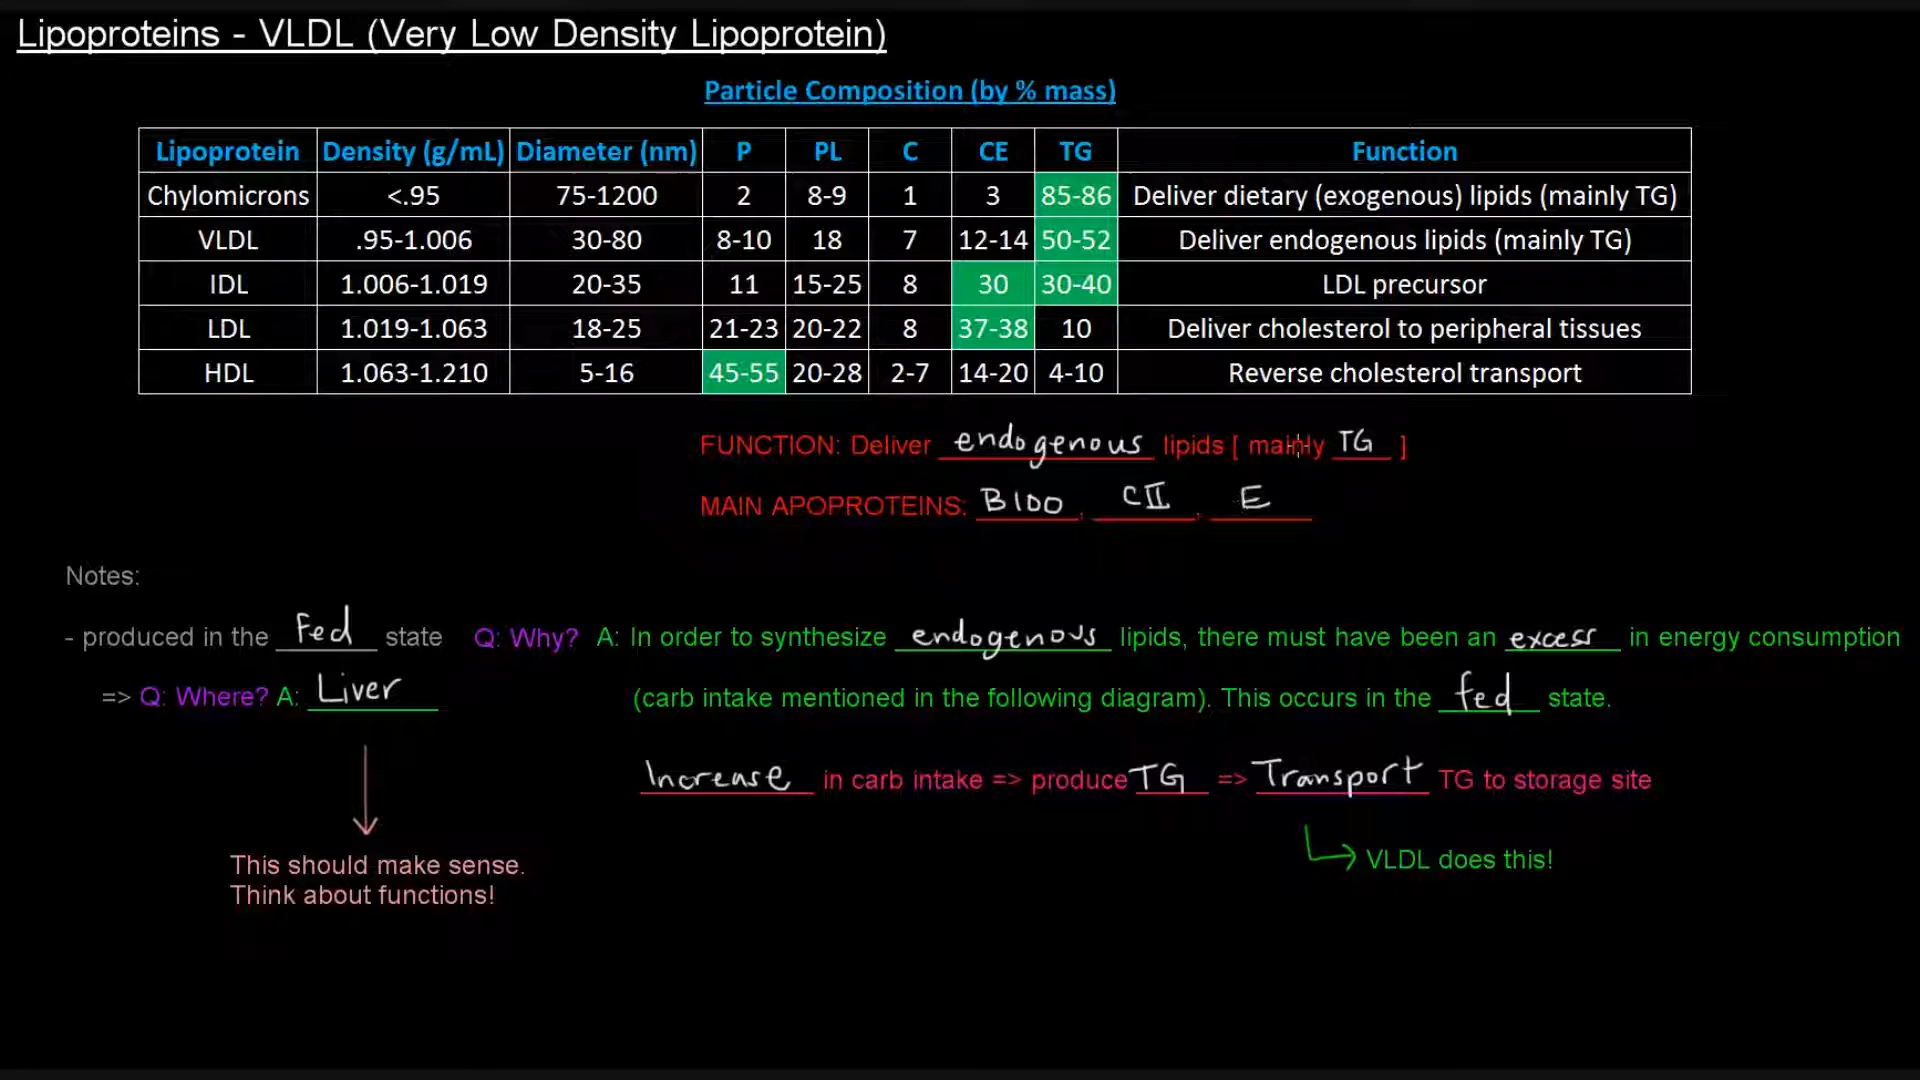 Lipoproteins - VLDL (Very Low Density Lipoprotein)
Particle Composition (by % mass)
Lipoprotein Density (g/mL) Diameter (nm) P PL C CE TG Function
Chylomicrons <.95 75-1200 2 8-9 1 3 85-86 Deliver dietary (exogenous) lipids (mainly TG)
VLDL .95-1.006 30-80 8-10 18 7 12-14 50-52 Deliver endogenous lipids (mainly TG)
IDL 1.006-1.019 20-35 11 15-25 8 30 30-40 LDL precursor
LDL 1.019-1.063 18-25 21-23 20-22 8 37-38 10 Deliver cholesterol to peripheral tissues
HDL 1.063-1.210 5-16 45-55 20-28 2-7 14-20 4-10 Reverse cholesterol transport
FUNCTION: Deliver endogenous lipids [ mainly TG ]
MAIN APOPROTEINS: B100, CII, E
Notes:
- produced in the Fed state Q: Why? A: In order to synthesize endogenous lipids, there must have been an excess in energy consumption
=> Q: Where? A: Liver (carb intake mentioned in the following diagram). This occurs in the fed state.
Increase in carb intake => produce TG => Transport TG to storage site
VLDL does this!
This should make sense.
Think about functions!